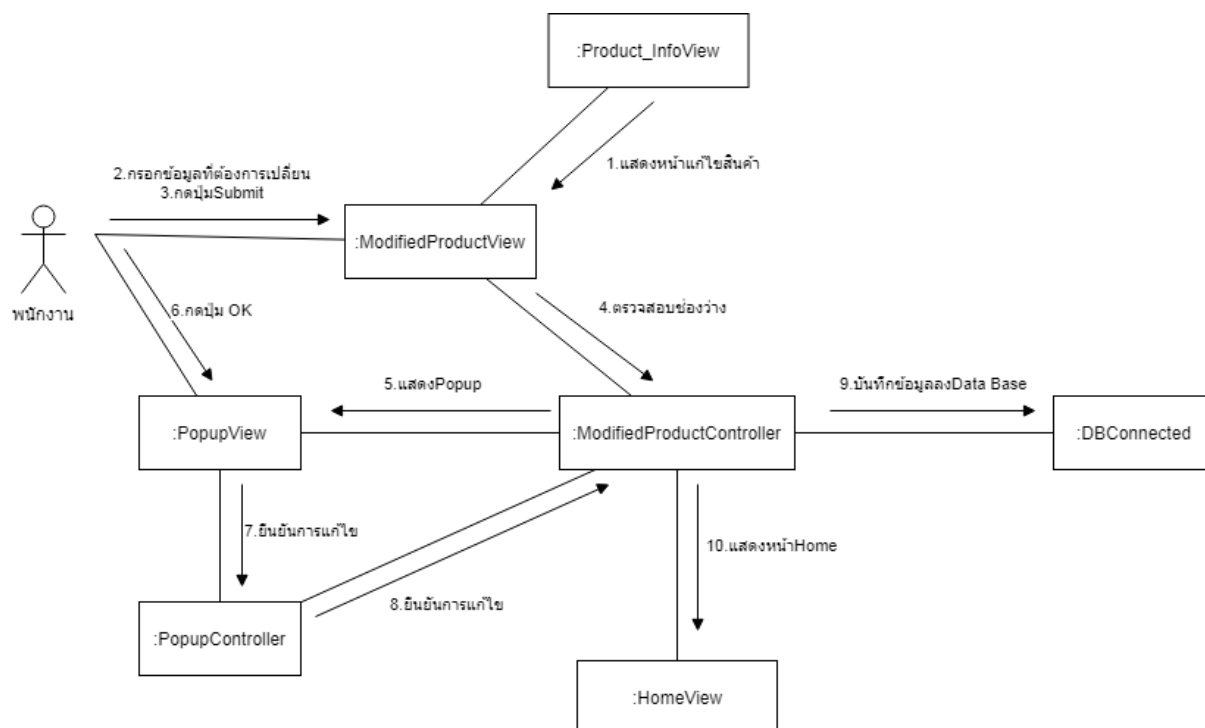 :Product_InfoView
1.แสดงหน้าแก้ไขสินค้า
2.กรอกข้อมูลที่ต้องการเปลี่ยน
3.กดปุ่มSubmit
:ModifiedProductView
พนักงาน
6.กดปุ่ม OK
4.ตรวจสอบช่องว่าง
5.แสดงPopup
9.บันทึกข้อมูลลงData Base
:PopupView
:ModifiedProductController
:DBConnected
7.ยืนยันการแก้ไข
10.แสดงหน้าHome
8.ยืนยันการแก้ไข
:PopupController
:HomeView